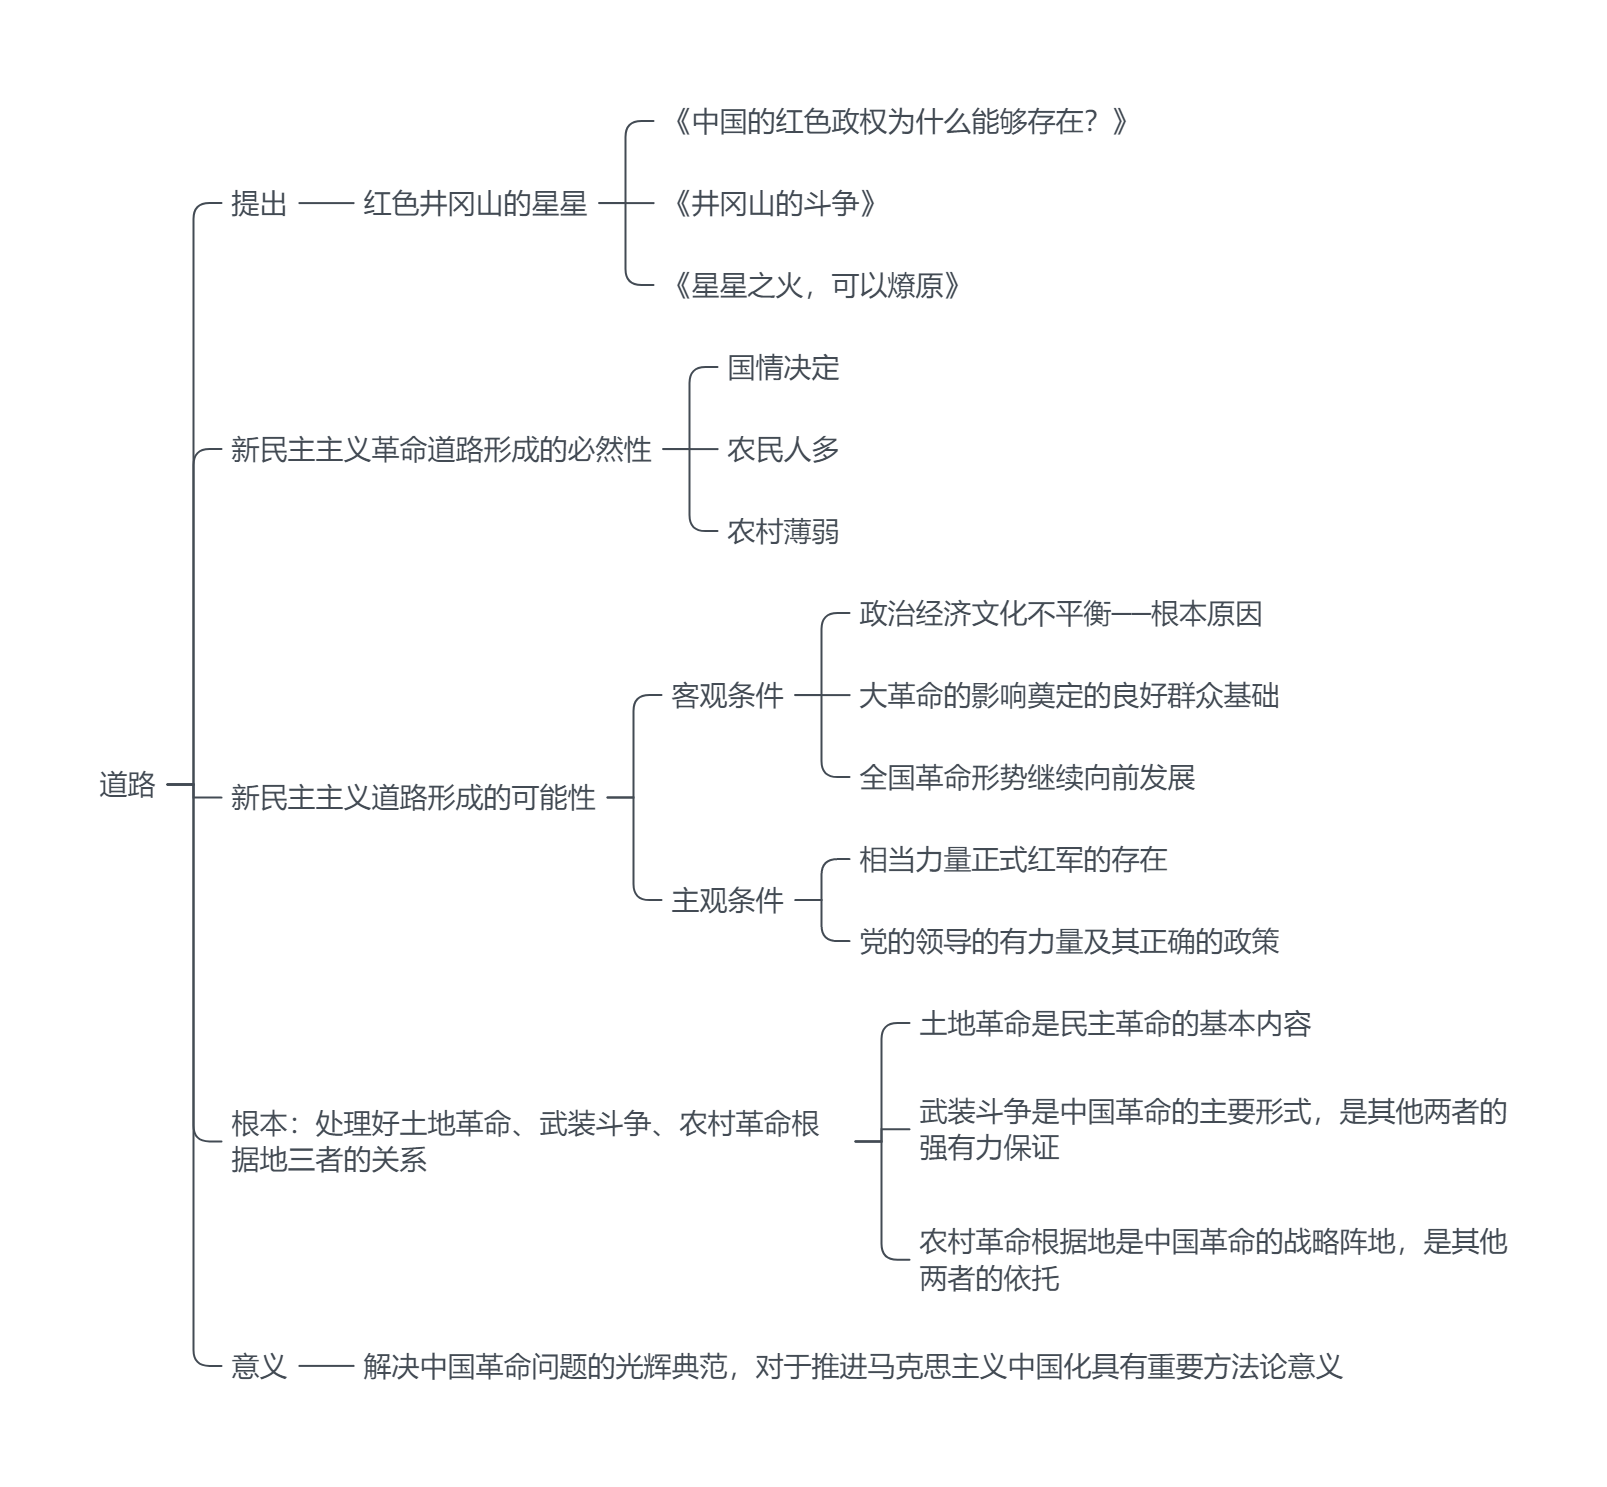 道路
提出
红色井冈山的星星
《中国的红色政权为什么能够存在？》
《井冈山的斗争》
《星星之火，可以燎原》
新民主主义革命道路形成的必然性
国情决定
农民人多
农村薄弱
新民主主义道路形成的可能性
客观条件
政治经济文化不平衡——根本原因
大革命的影响奠定的良好群众基础
全国革命形势继续向前发展
主观条件
相当力量正式红军的存在
党的领导的有力量及其正确的政策
根本：处理好土地革命、武装斗争、农村革命根
据地三者的关系
土地革命是民主革命的基本内容
武装斗争是中国革命的主要形式，是其他两者的
强有力保证
农村革命根据地是中国革命的战略阵地，是其他
两者的依托
意义
解决中国革命问题的光辉典范，对于推进马克思主义中国化具有重要方法论意义